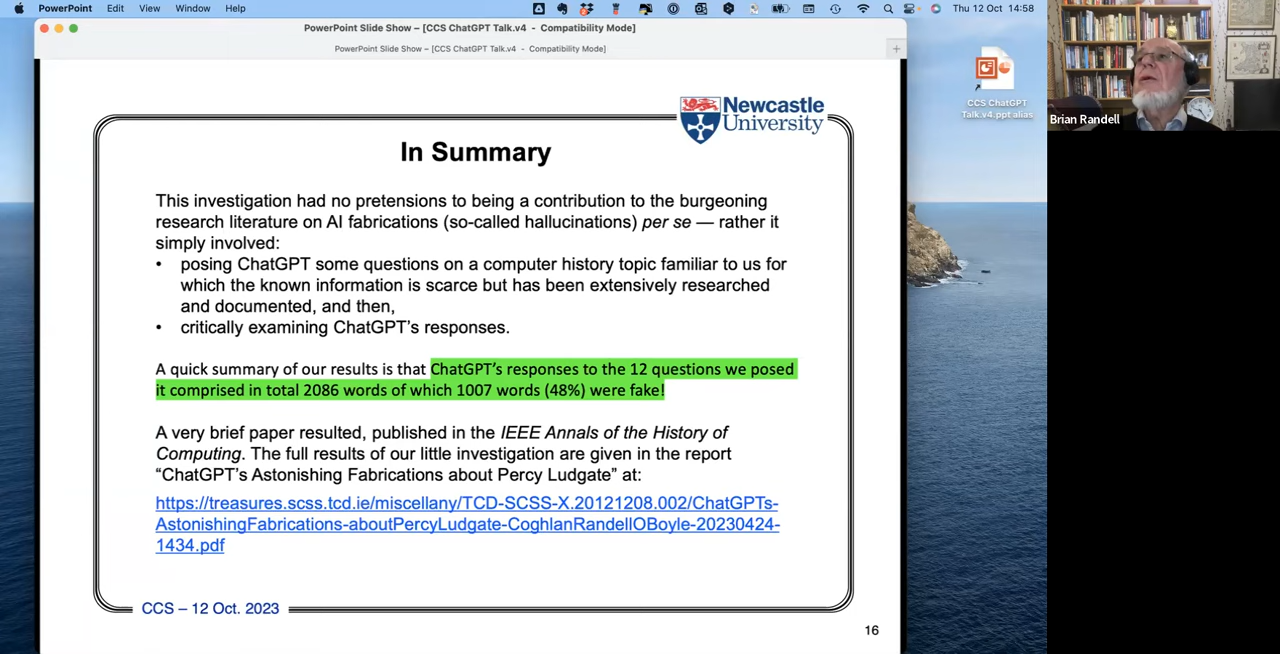 PowerPoint Edit View Window Help Thu 12 Oct 14:58
PowerPoint Slide Show – [CCS ChatGPT Talk.v4 - Compatibility Mode]
PowerPoint Slide Show – [CCS ChatGPT Talk.v4 - Compatibility Mode]
Newcastle
University
In Summary
This investigation had no pretensions to being a contribution to the burgeoning
research literature on AI fabrications (so-called hallucinations) per se — rather it
simply involved:
• posing ChatGPT some questions on a computer history topic familiar to us for
which the known information is scarce but has been extensively researched
and documented, and then,
• critically examining ChatGPT’s responses.
A quick summary of our results is that ChatGPT’s responses to the 12 questions we posed
it comprised in total 2086 words of which 1007 words (48%) were fake!
A very brief paper resulted, published in the IEEE Annals of the History of
Computing. The full results of our little investigation are given in the report
“ChatGPT’s Astonishing Fabrications about Percy Ludgate” at:
https://treasures.scss.tcd.ie/miscellany/TCD-SCSS-X.20121208.002/ChatGPTs-
AstonishingFabrications-aboutPercyLudgate-CoghlanRandellOBoyle-20230424-
1434.pdf
CCS – 12 Oct. 2023
16
CCS ChatGPT
Talk.v4.ppt alias
Brian Randell